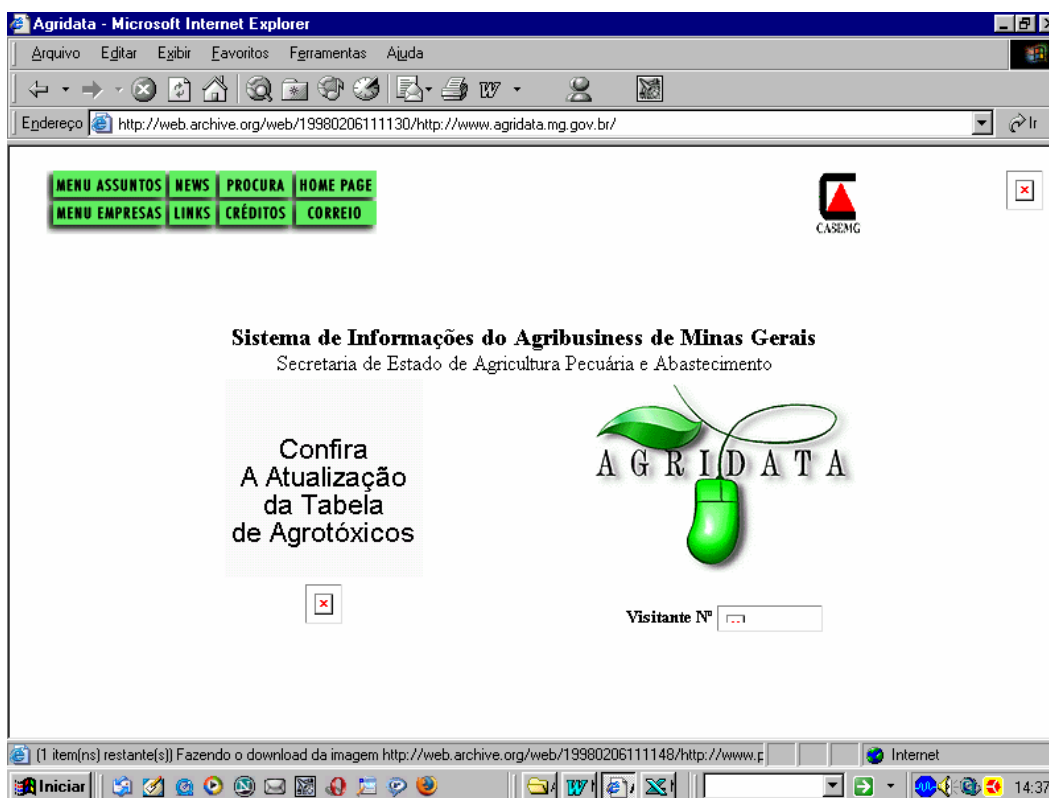 Agridata - Microsoft Internet Explorer
Arquivo Editar Exibir Favoritos Ferramentas Ajuda
Endereço http://web.archive.org/web/19980206111130/http://www.agridata.mg.gov.br/ Ir
MENU ASSUNTOS NEWS PROCURA HOME PAGE
MENU EMPRESAS LINKS CRÉDITOS CORREIO
CASEMG
Sistema de Informações do Agribusiness de Minas Gerais
Secretaria de Estado de Agricultura Pecuária e Abastecimento
Confira
A Atualização
da Tabela
de Agrotóxicos
AGRIDATA
Visitante Nº
(1 item(ns) restante(s)) Fazendo o download da imagem http://web.archive.org/web/19980206111148/http://www.p Internet
Iniciar 14:37